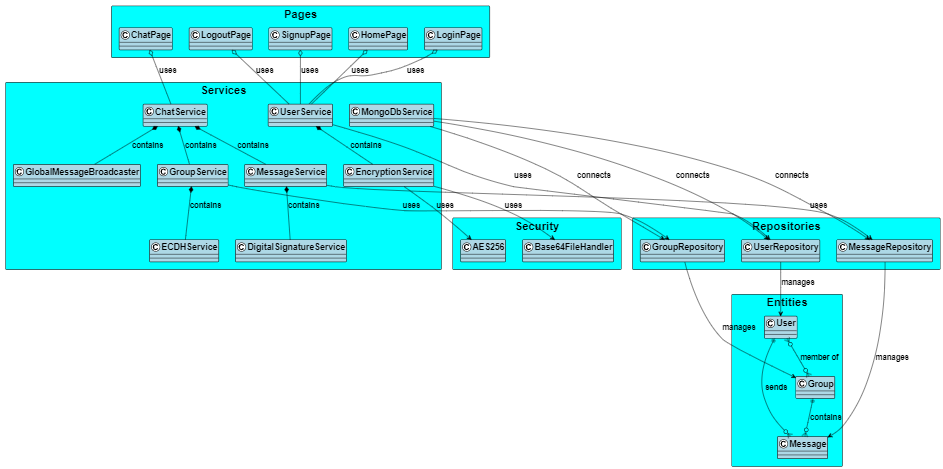 Pages
C ChatPage
C LogoutPage
C SignupPage
C HomePage
C LoginPage
uses
uses
uses
uses
uses
Services
C ChatService
C UserService
C MongoDbService
contains
contains
contains
contains
uses
connects
connects
connects
C GlobalMessageBroadcaster
C GroupService
C MessageService
C EncryptionService
contains
contains
uses
uses
uses
uses
C ECDHService
C DigitalSignatureService
Security
C AES256
C Base64FileHandler
Repositories
C GroupRepository
C UserRepository
C MessageRepository
manages
manages
manages
Entities
C User
member of
C Group
sends
contains
C Message